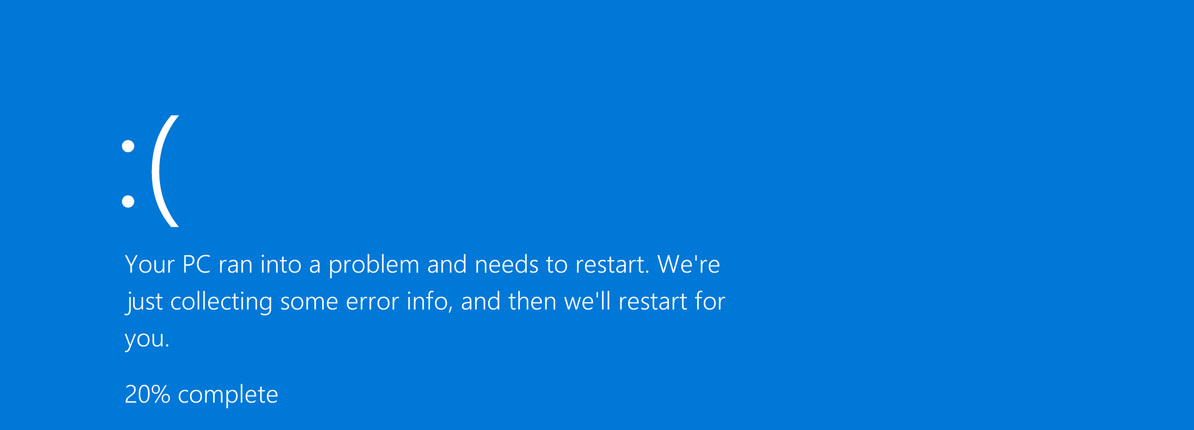 :(
Your PC ran into a problem and needs to restart. We're
just collecting some error info, and then we'll restart for
you.
20% complete